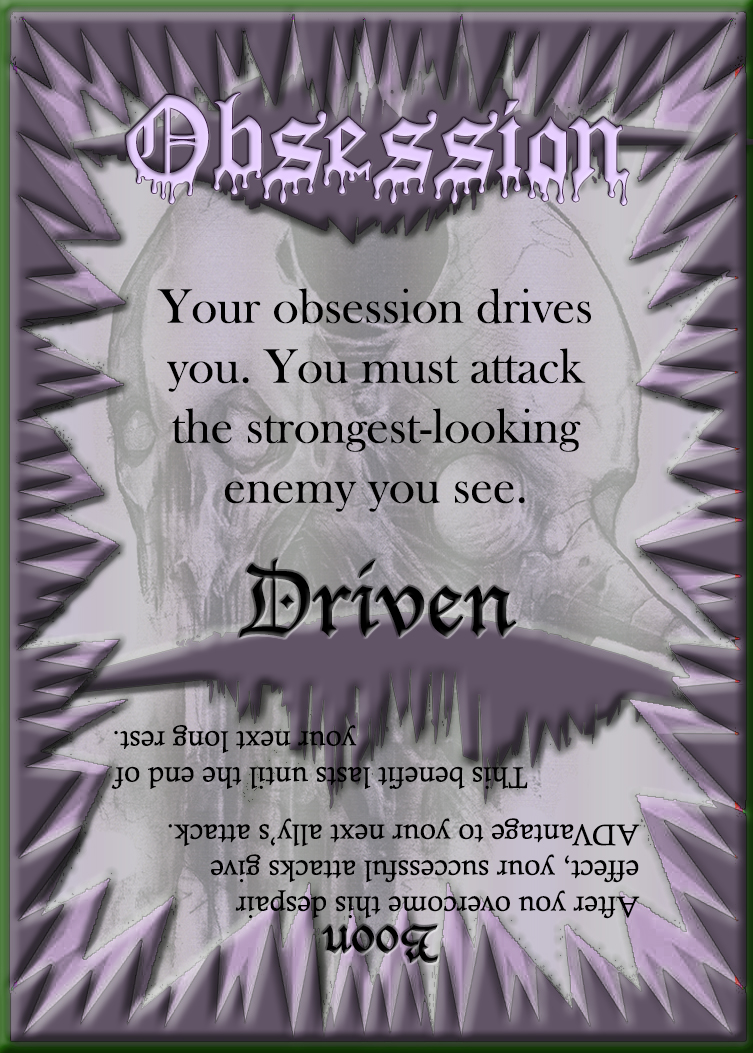 Obsession
Your obsession drives
you. You must attack
the strongest-looking
enemy you see.
Driven
Boon
After you overcome this despair
effect, your successful attacks give
ADVantage to your next ally's attack.
This benefit lasts until the end of
your next long rest.